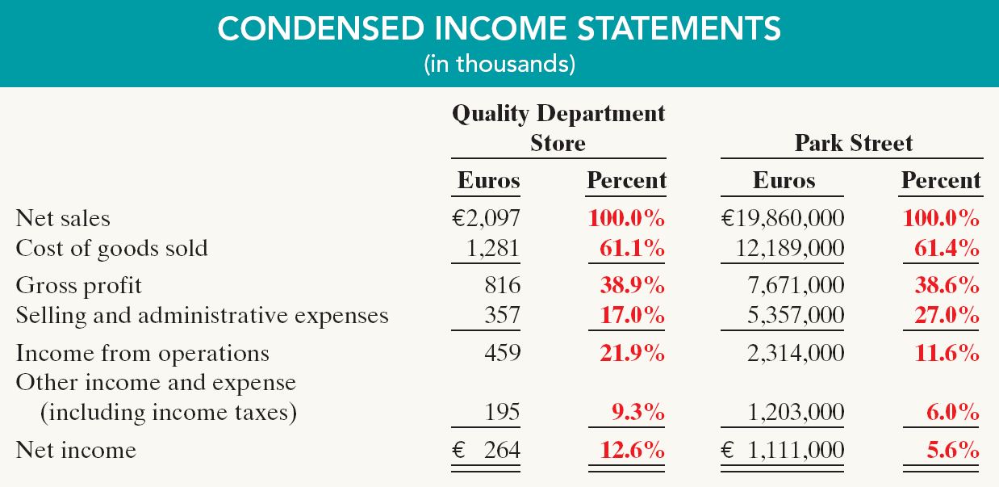 CONDENSED INCOME STATEMENTS
(in thousands)
Quality Department
Store Park Street
Euros Percent Euros Percent
Net sales €2,097 100.0% €19,860,000 100.0%
Cost of goods sold 1,281 61.1% 12,189,000 61.4%
Gross profit 816 38.9% 7,671,000 38.6%
Selling and administrative expenses 357 17.0% 5,357,000 27.0%
Income from operations 459 21.9% 2,314,000 11.6%
Other income and expense
(including income taxes) 195 9.3% 1,203,000 6.0%
Net income € 264 12.6% € 1,111,000 5.6%